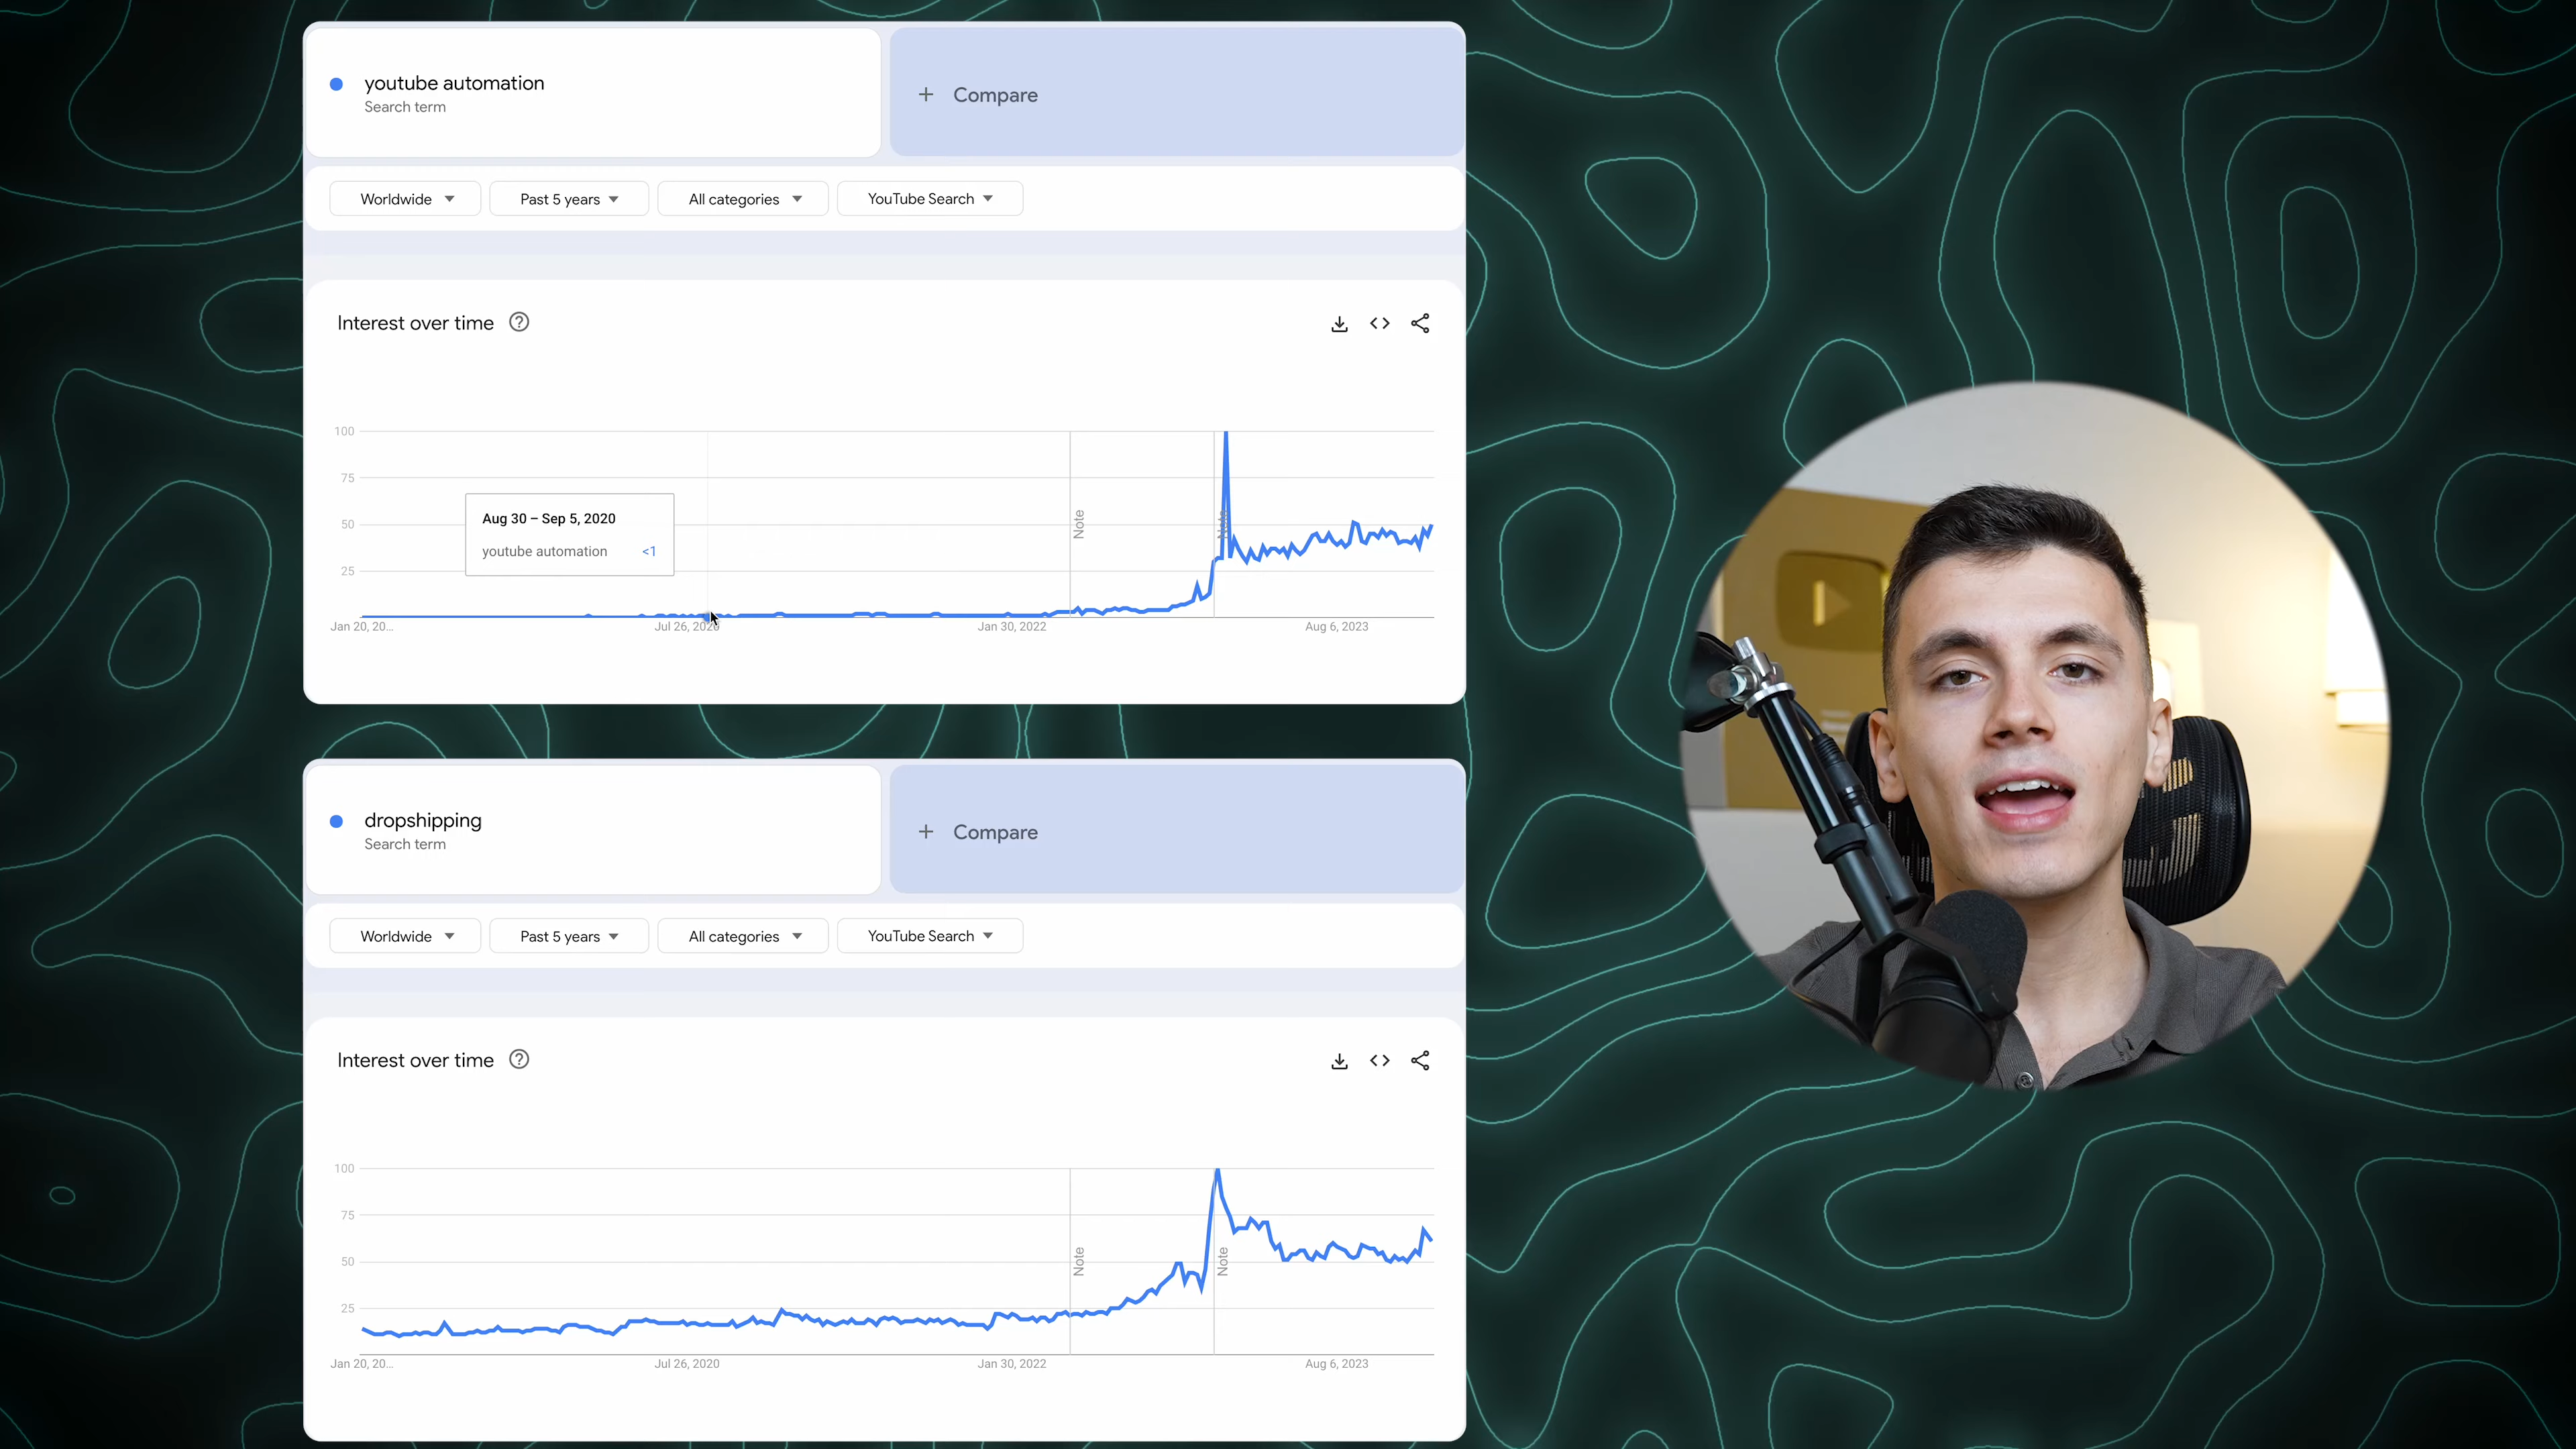 youtube automation
Search term
+ Compare
Worldwide
Past 5 years
All categories
YouTube Search
Interest over time
100
75
50
25
Note
Aug 30 – Sep 5, 2020
youtube automation <1
Jan 20, 20...
Jul 26, 2020
Jan 30, 2022
Aug 6, 2023
dropshipping
Search term
+ Compare
Worldwide
Past 5 years
All categories
YouTube Search
Interest over time
100
75
50
25
Note
Note
Jan 20, 20...
Jul 26, 2020
Jan 30, 2022
Aug 6, 2023